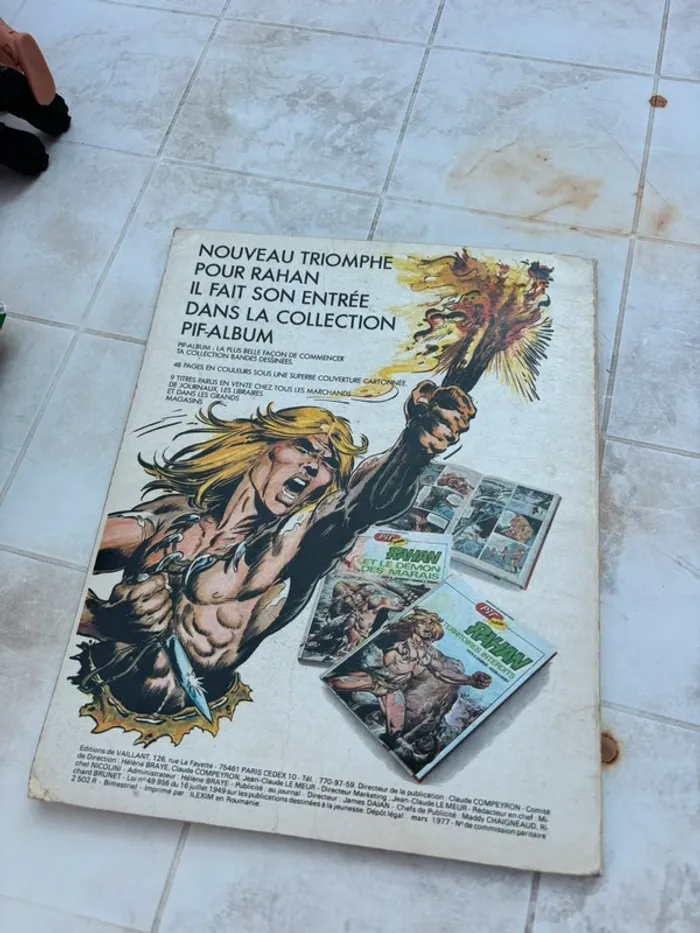 NOUVEAU TRIOMPHE
POUR RAHAN
IL FAIT SON ENTRÉE
DANS LA COLLECTION
PIF-ALBUM
PIF-ALBUM : LA PLUS BELLE FAÇON DE COMMENCER
TA COLLECTION BANDES DESSINÉES.
48 PAGES EN COULEURS SOUS UNE SUPERBE COUVERTURE CARTONNÉE.
9 TITRES PARUS EN VENTE CHEZ TOUS LES MARCHANDS
DE JOURNAUX, LES LIBRAIRES
ET DANS LES GRANDS
MAGASINS
PIF
RAHAN
ET LE DÉMON
DES MARAIS
PIF
RAHAN
TERRITOIRES INTERDITS
Editions de VAILLANT, 126, rue La Fayette - 75461 PARIS CEDEX 10 - Tél. : 770-97-59. Directeur de la publication : Claude COMPEYRON - Comité
de Direction : Hélène BRAYE, Claude COMPEYRON, Jean-Claude LE MEUR - Directeur Marketing : Jean-Claude LE MEUR - Rédacteur en chef : Mi-
chel NICOLINI - Administrateur : Hélène BRAYE - Publicité : au journal - Directeur : James DAIAN - Chefs de Publicité : Maddy CHAIGNEAUD, Ri-
chard BRUNET - Loi n° 49 956 du 16 juillet 1949 sur les publications destinées à la jeunesse. Dépôt légal : mars 1977 - N° de commission paritaire
2 502 R - Bimestriel - Imprimé par : ILEXIM en Roumanie.